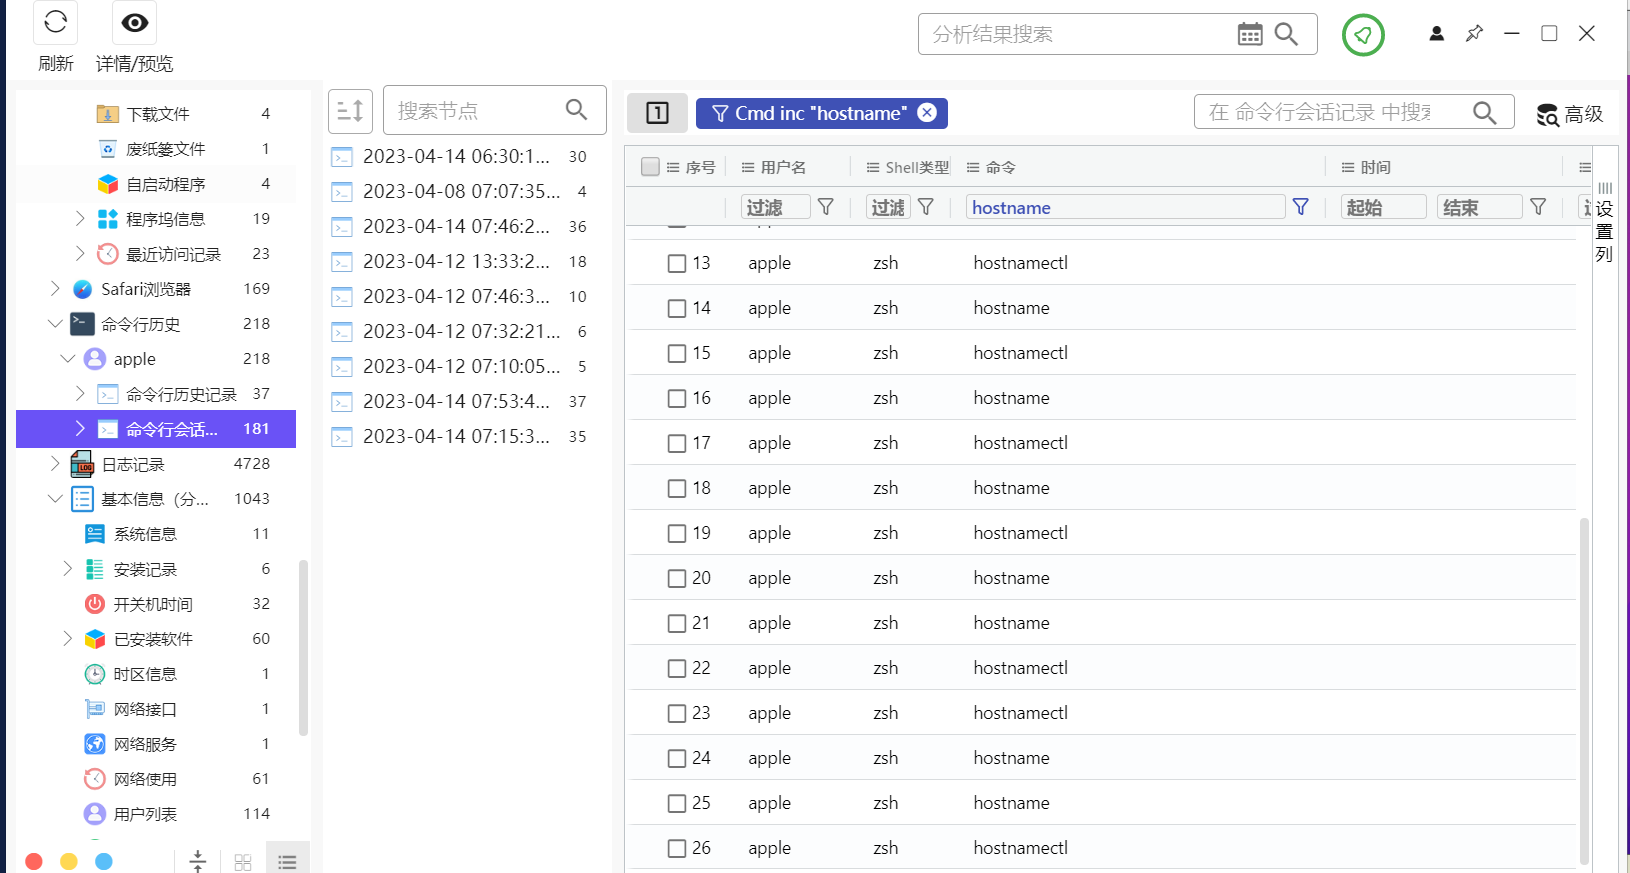 刷新
详情/预览
分析结果搜索
下载文件 4
废纸篓文件 1
自启动程序 4
程序坞信息 19
最近访问记录 23
Safari浏览器 169
命令行历史 218
apple 218
命令行历史记录 37
命令行会话... 181
日志记录 4728
基本信息（分... 1043
系统信息 11
安装记录 6
开关机时间 32
已安装软件 60
时区信息 1
网络接口 1
网络服务 1
网络使用 61
用户列表 114
搜索节点
2023-04-14 06:30:1... 30
2023-04-08 07:07:35... 4
2023-04-14 07:46:2... 36
2023-04-12 13:33:2... 18
2023-04-12 07:46:3... 10
2023-04-12 07:32:21... 6
2023-04-12 07:10:05... 5
2023-04-14 07:53:4... 37
2023-04-14 07:15:3... 35
1 Cmd inc "hostname"
在 命令行会话记录 中搜
高级
序号 用户名 Shell类型 命令 时间
过滤 过滤 hostname 起始 结束
设置列
13 apple zsh hostnamectl
14 apple zsh hostname
15 apple zsh hostnamectl
16 apple zsh hostname
17 apple zsh hostnamectl
18 apple zsh hostname
19 apple zsh hostnamectl
20 apple zsh hostname
21 apple zsh hostname
22 apple zsh hostnamectl
23 apple zsh hostnamectl
24 apple zsh hostname
25 apple zsh hostname
26 apple zsh hostnamectl